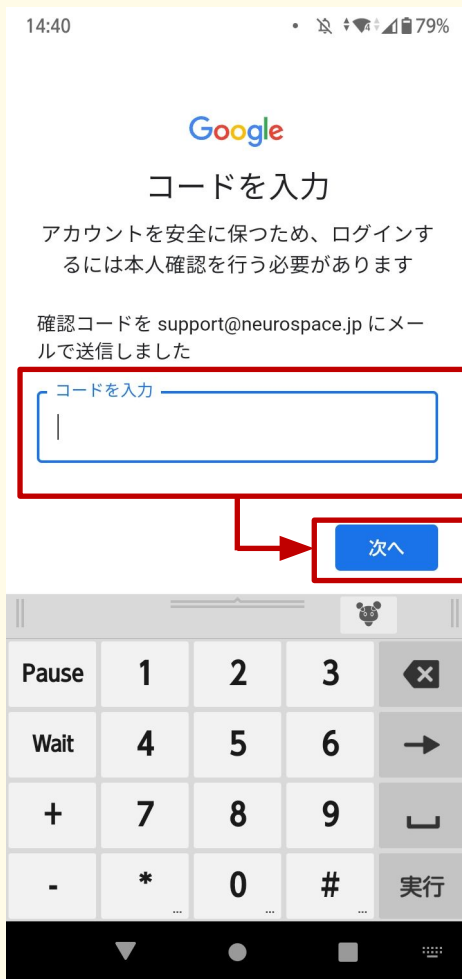 14:40
79%
Google
コードを入力
アカウントを安全に保つため、ログインす
るには本人確認を行う必要があります
確認コードを support@neurospace.jp にメー
ルで送信しました
コードを入力
次へ
Pause 1 2 3
Wait 4 5 6
+ 7 8 9
- * 0 # 実行